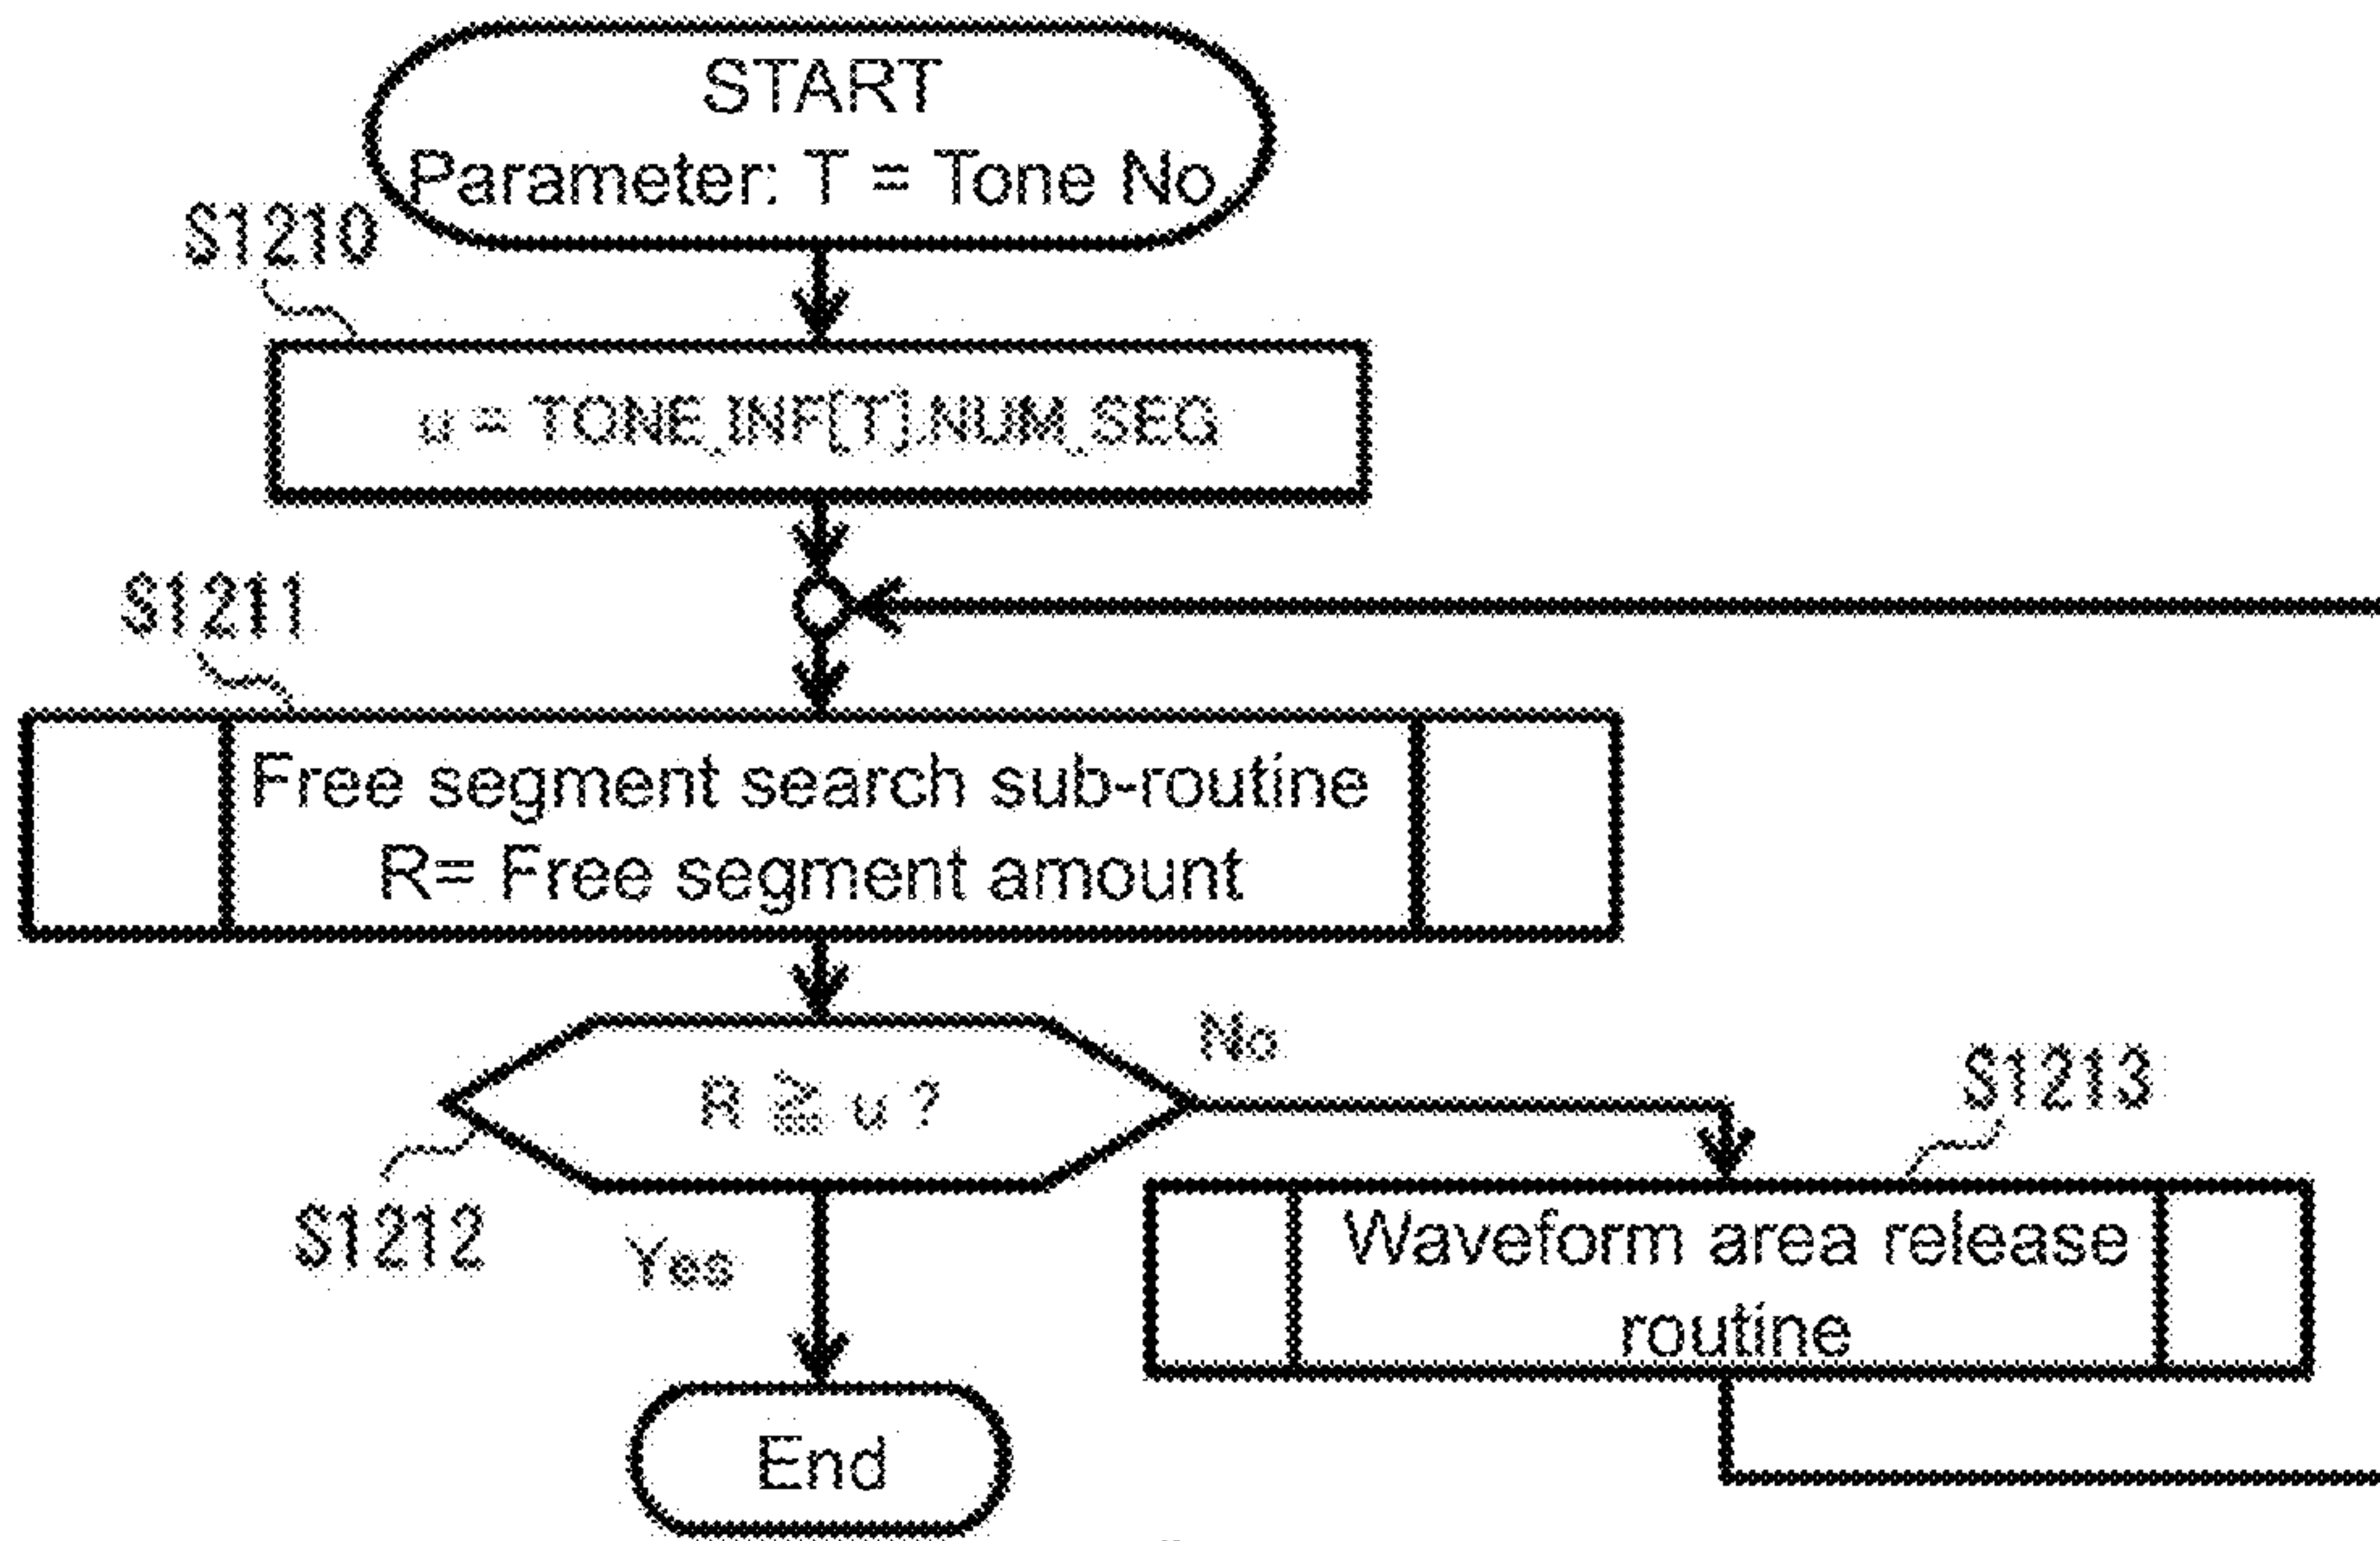 START
Parameter: T = Tone No
S1210
u = TONE_INF[T].NUM_SEG
S1211
Free segment search sub-routine
R= Free segment amount
No
S1213
R ≧ u ?
S1212
Yes
Waveform area release
routine
End